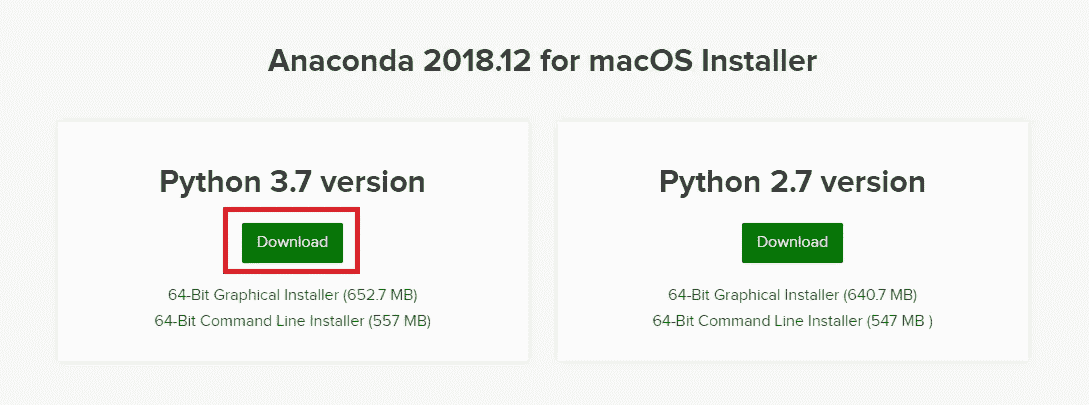 Anaconda 2018.12 for macOS Installer
Python 3.7 version
Download
64-Bit Graphical Installer (652.7 MB)
64-Bit Command Line Installer (557 MB)
Python 2.7 version
Download
64-Bit Graphical Installer (640.7 MB)
64-Bit Command Line Installer (547 MB )